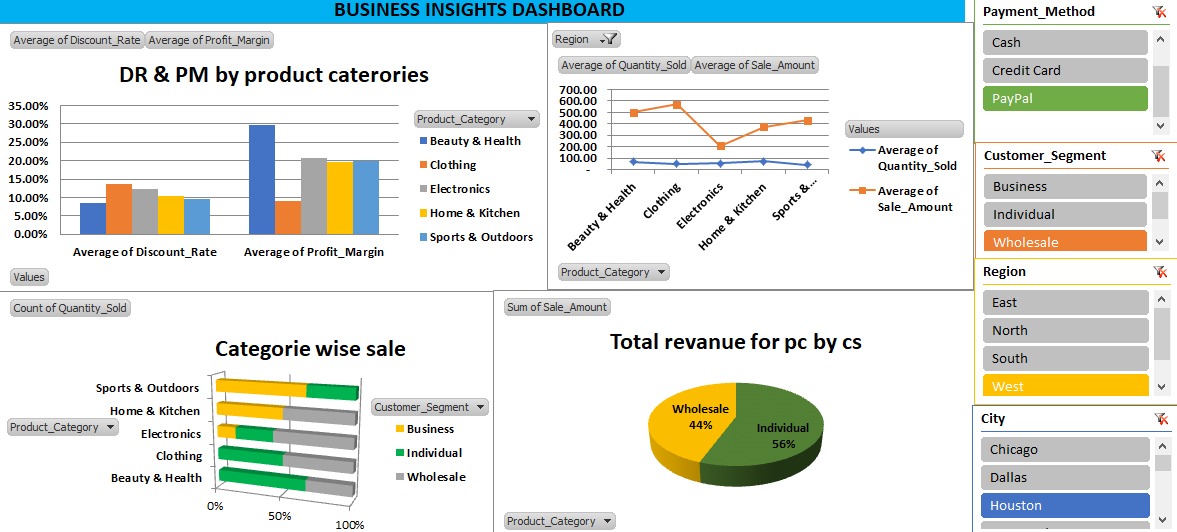 BUSINESS INSIGHTS DASHBOARD
Average of Discount_Rate
Average of Profit_Margin
DR & PM by product caterories
35.00%
30.00%
25.00%
20.00%
15.00%
10.00%
5.00%
0.00%
Average of Discount_Rate
Average of Profit_Margin
Product_Category
Beauty & Health
Clothing
Electronics
Home & Kitchen
Sports & Outdoors
Values
Region
Average of Quantity_Sold
Average of Sale_Amount
700.00
600.00
500.00
400.00
300.00
200.00
100.00
-
Beauty & Health
Clothing
Electronics
Home & Kitchen
Sports &...
Values
Average of
Quantity_Sold
Average of
Sale_Amount
Product_Category
Count of Quantity_Sold
Categorie wise sale
Product_Category
Sports & Outdoors
Home & Kitchen
Electronics
Clothing
Beauty & Health
0%
50%
100%
Customer_Segment
Business
Individual
Wholesale
Sum of Sale_Amount
Total revanue for pc by cs
Wholesale
44%
Individual
56%
Product_Category
Payment_Method
Cash
Credit Card
PayPal
Customer_Segment
Business
Individual
Wholesale
Region
East
North
South
West
City
Chicago
Dallas
Houston